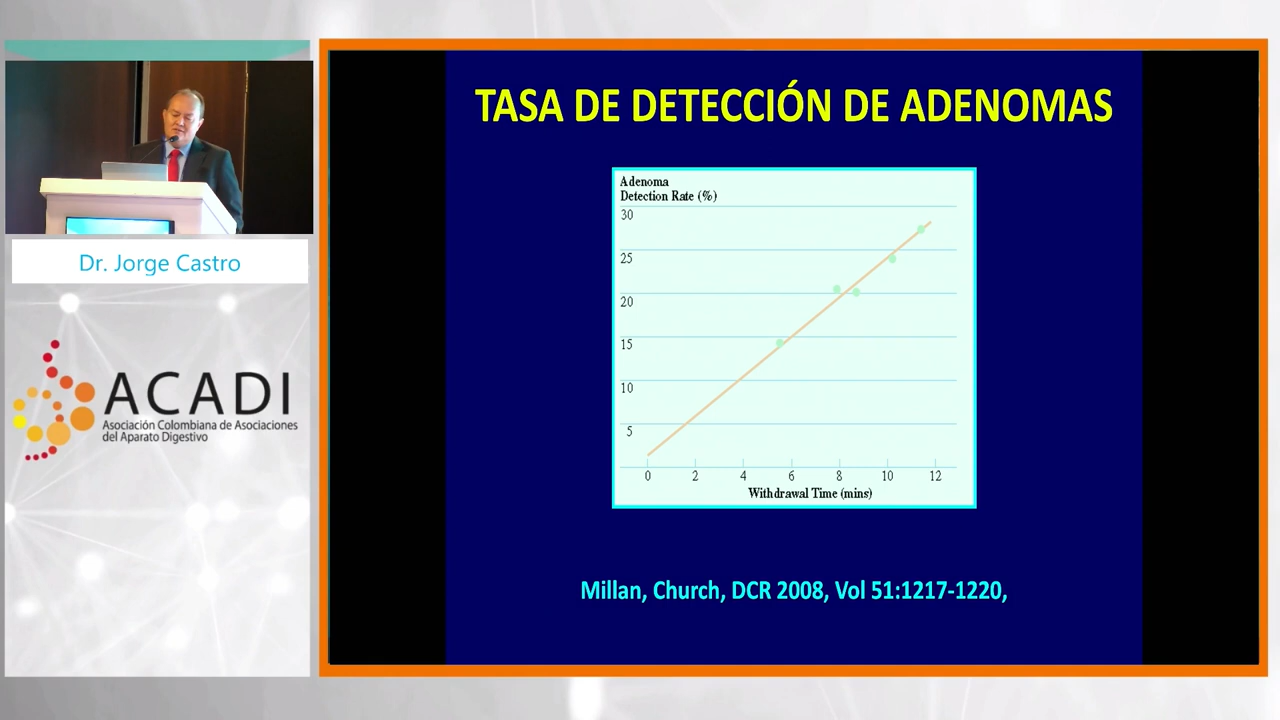 Dr. Jorge Castro
ACADI
Asociación Colombiana de Asociaciones
del Aparato Digestivo
TASA DE DETECCIÓN DE ADENOMAS
Adenoma
Detection Rate (%)
30
25
20
15
10
5
0 2 4 6 8 10 12
Withdrawal Time (mins)
Millan, Church, DCR 2008, Vol 51:1217-1220,